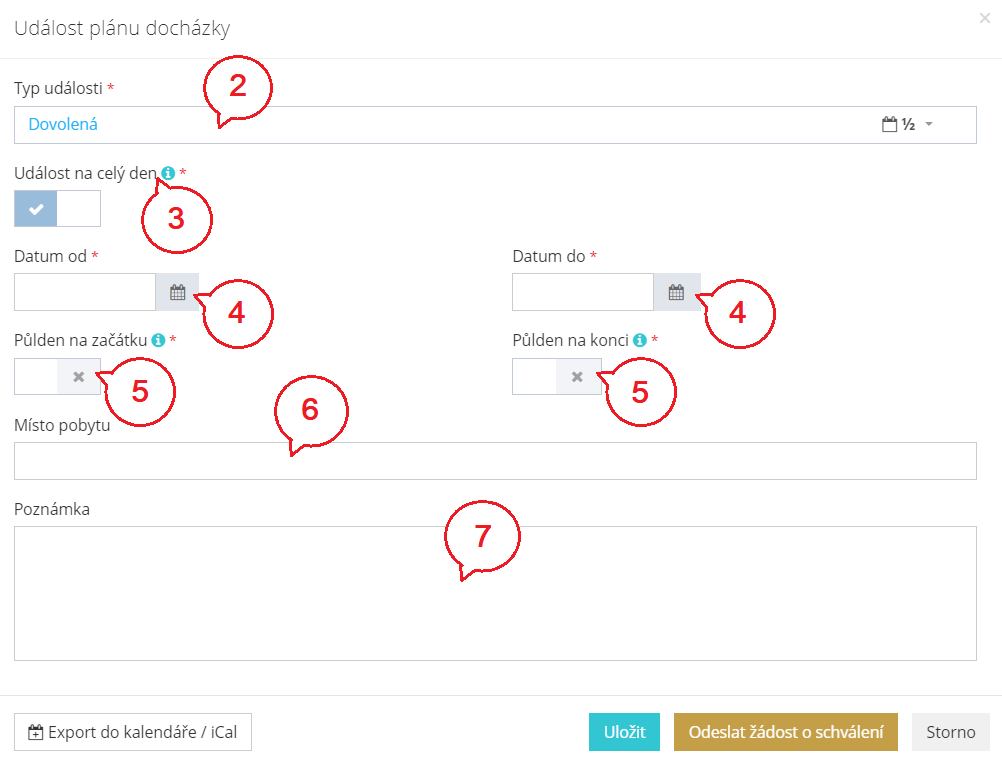 Událost plánu docházky
×
Typ události *
2
Dovolená ½
Událost na celý den *
3
Datum od * Datum do *
4 4
Půlden na začátku * Půlden na konci *
5 5
6
Místo pobytu
Poznámka
7
Export do kalendáře / iCal Uložit Odeslat žádost o schválení Storno